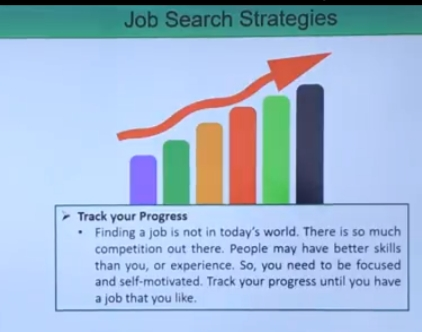 Job Search Strategies
➢ Track your Progress
• Finding a job is not in today's world. There is so much
competition out there. People may have better skills
than you, or experience. So, you need to be focused
and self-motivated. Track your progress until you have
a job that you like.